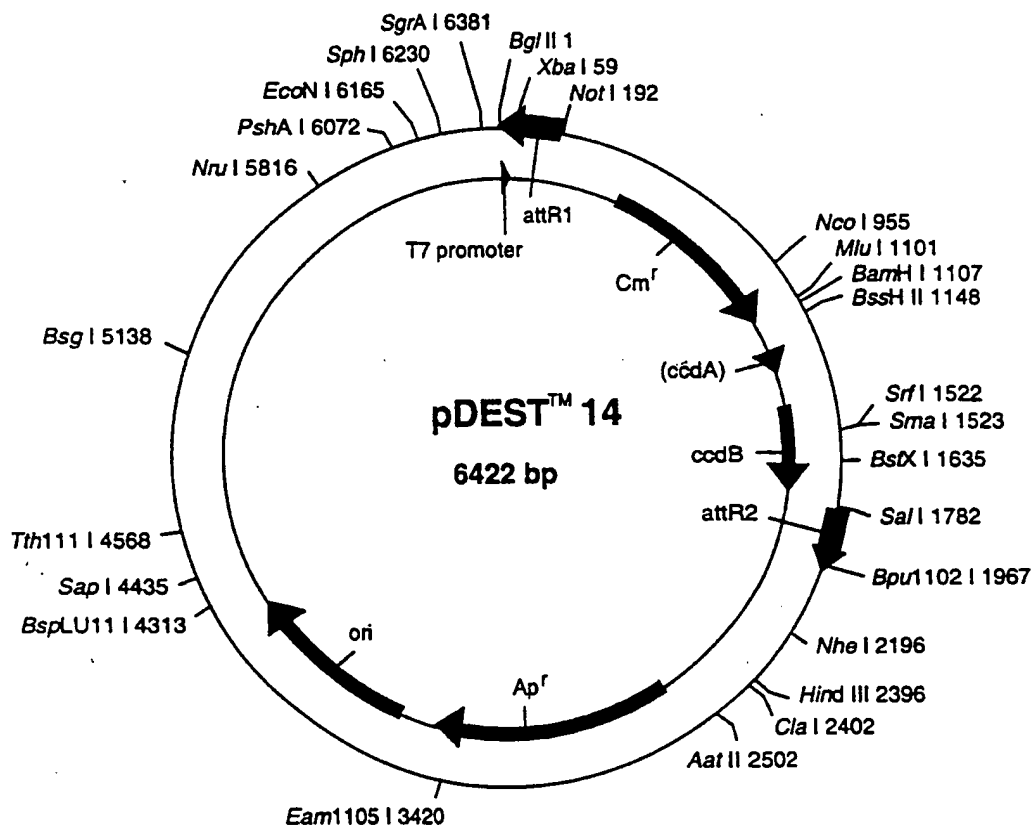 SgrA I 6381
Sph I 6230
EcoN I 6165
PshA I 6072
Nru I 5816
Bgl II 1
Xba I 59
Not I 192
attR1
T7 promoter
Cmʳ
Nco I 955
Mlu I 1101
BamH I 1107
BssH II 1148
(ccdA)
Srf I 1522
Sma I 1523
BstX I 1635
ccdB
attR2
Sal I 1782
Bpu1102 I 1967
Nhe I 2196
Hind III 2396
Cla I 2402
Aat II 2502
Apʳ
ori
Eam1105 I 3420
BspLU11 I 4313
Sap I 4435
Tth111 I 4568
Bsg I 5138
pDEST™ 14
6422 bp